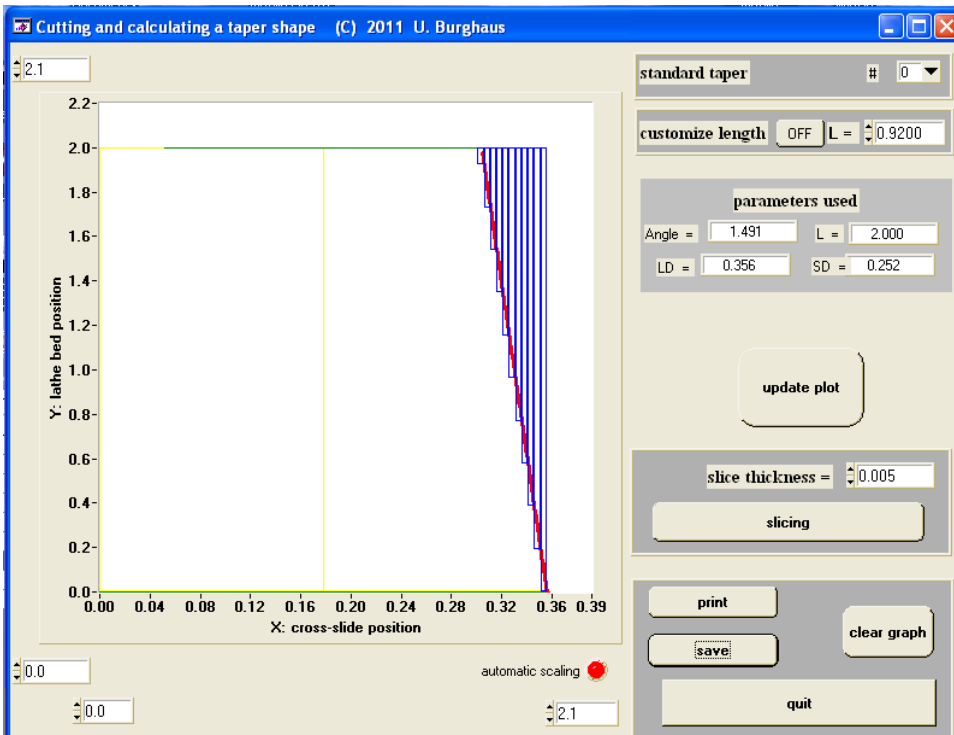 Cutting and calculating a taper shape (C) 2011 U. Burghaus
2.1
standard taper # 0
customize length OFF L = 0.9200
parameters used
Angle = 1.491 L = 2.000
LD = 0.356 SD = 0.252
update plot
slice thickness = 0.005
slicing
print
save
clear graph
quit
2.2
2.0
1.8
1.6
1.4
1.2
1.0
0.8
0.6
0.4
0.2
0.0
Y: lathe bed position
0.00 0.04 0.08 0.12 0.16 0.20 0.24 0.28 0.32 0.36 0.39
X: cross-slide position
automatic scaling
0.0
0.0
2.1